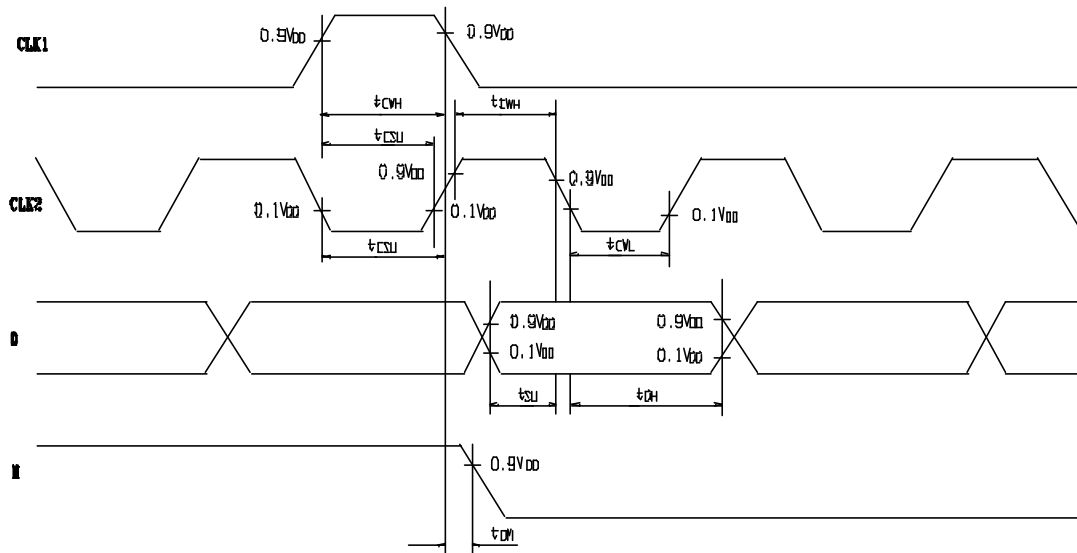 CLK1
0.9VDD
0.9VDD
tCWH
tCWH
tCSU
CLK2
0.9VDD
0.9VDD
0.1VDD
0.1VDD
0.1VDD
tCSU
tCWL
D
0.9VDD
0.9VDD
0.1VDD
0.1VDD
tSU
tDH
M
0.9VDD
tDM